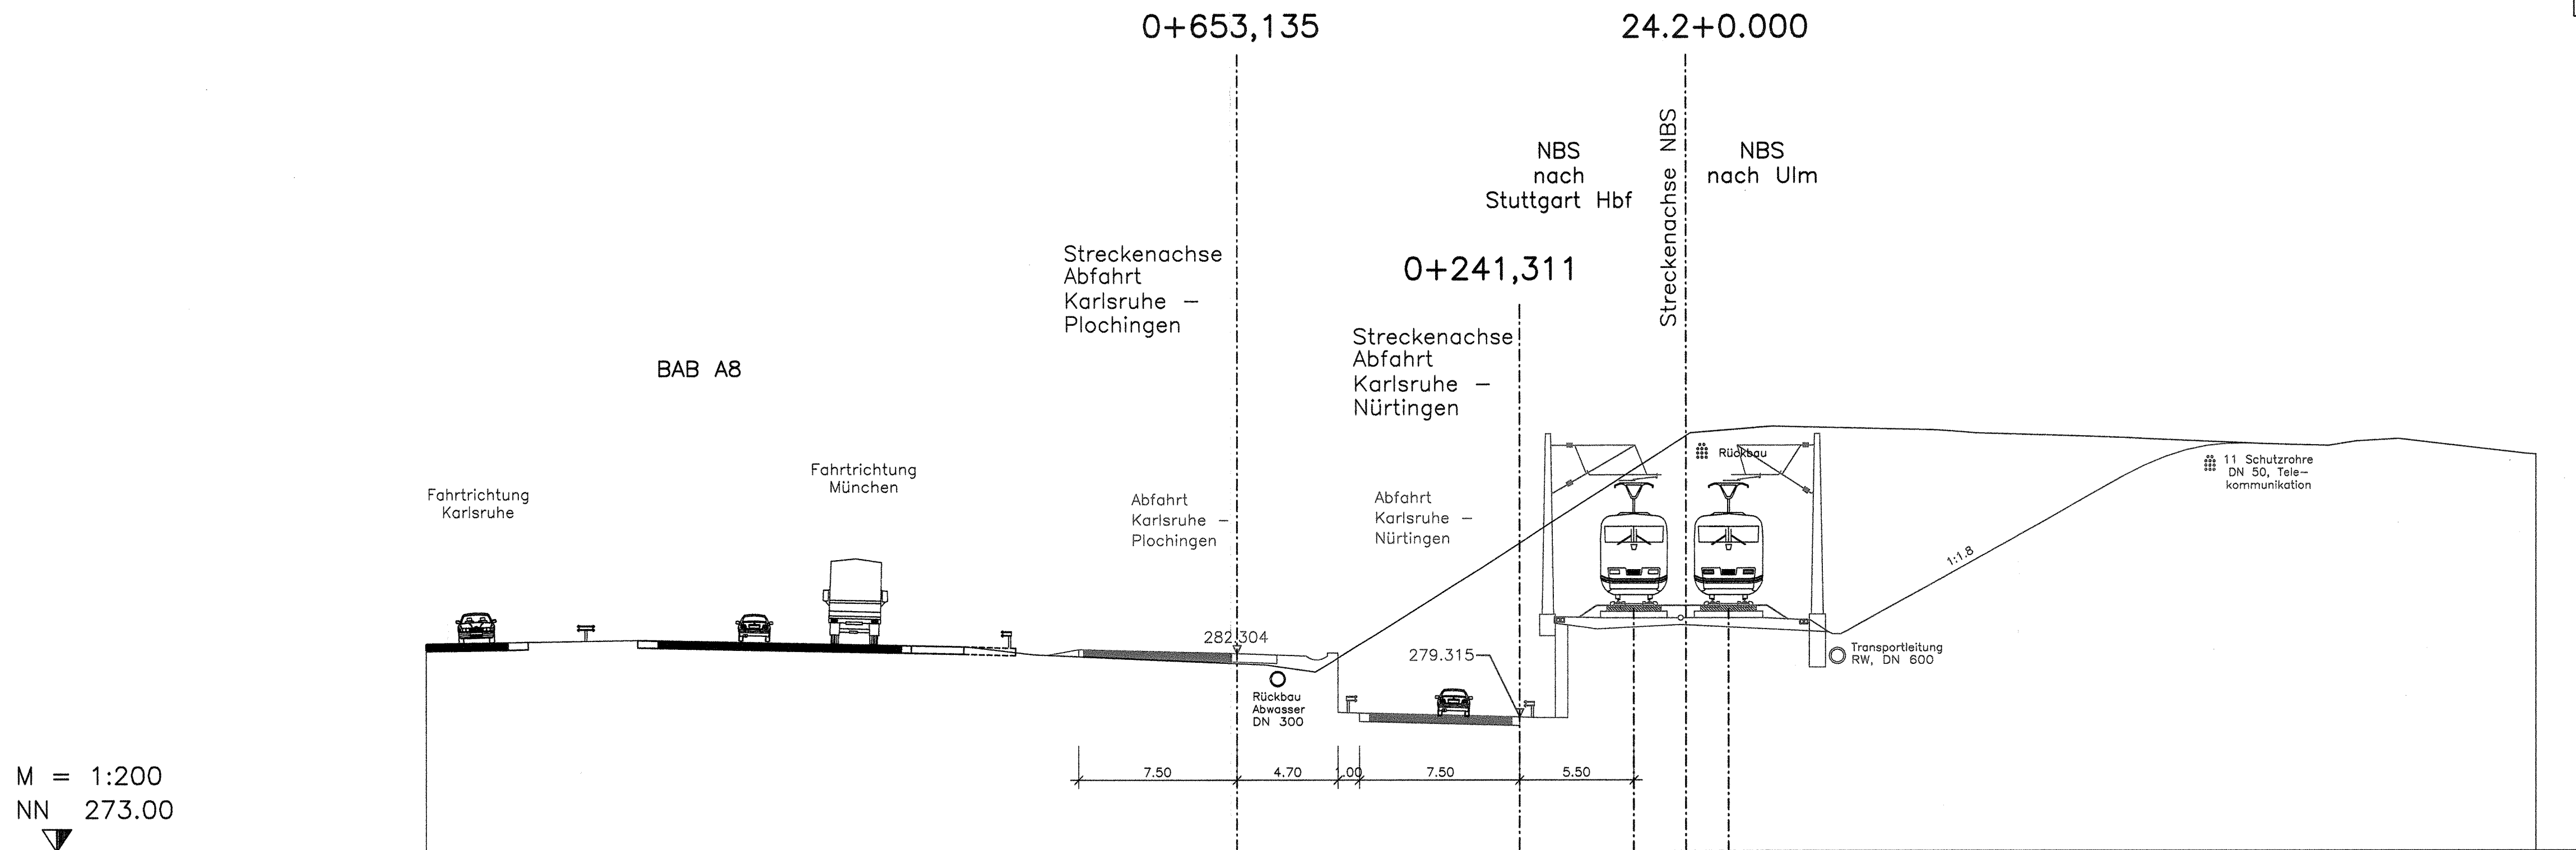 0+653,135
24.2+0.000
Streckenachse NBS
NBS
nach
Stuttgart Hbf
NBS
nach Ulm
Streckenachse
Abfahrt
Karlsruhe –
Plochingen
0+241,311
Streckenachse
Abfahrt
Karlsruhe –
Nürtingen
BAB A8
Fahrtrichtung
Karlsruhe
Fahrtrichtung
München
Abfahrt
Karlsruhe –
Plochingen
Abfahrt
Karlsruhe –
Nürtingen
Rückbau
11 Schutzrohre
DN 50, Tele–
kommunikation
1:1.8
282.304
279.315
Transportleitung
RW, DN 600
Rückbau
Abwasser
DN 300
7.50
4.70
1.00
7.50
5.50
M = 1:200
NN 273.00